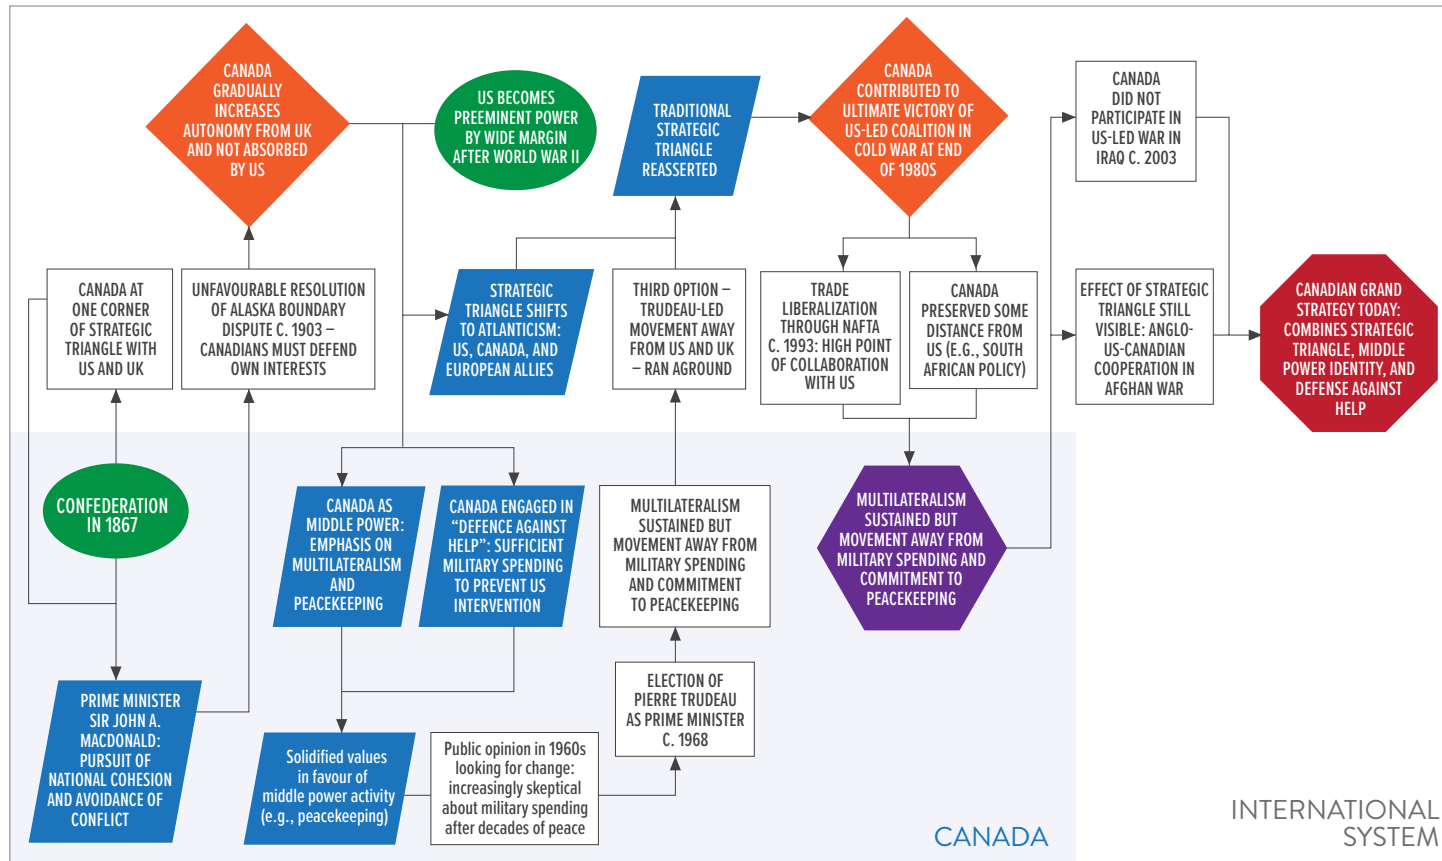 CANADA
GRADUALLY
INCREASES
AUTONOMY FROM UK
AND NOT ABSORBED
BY US
US BECOMES
PREEMINENT POWER
BY WIDE MARGIN
AFTER WORLD WAR II
TRADITIONAL
STRATEGIC
TRIANGLE
REASSERTED
CANADA
CONTRIBUTED TO
ULTIMATE VICTORY OF
US-LED COALITION IN
COLD WAR AT END
OF 1980S
CANADA
DID NOT
PARTICIPATE IN
US-LED WAR IN
IRAQ C. 2003
CANADA AT
ONE CORNER
OF STRATEGIC
TRIANGLE WITH
US AND UK
UNFAVOURABLE RESOLUTION
OF ALASKA BOUNDARY
DISPUTE C. 1903 –
CANADIANS MUST DEFEND
OWN INTERESTS
STRATEGIC
TRIANGLE SHIFTS
TO ATLANTICISM:
US, CANADA, AND
EUROPEAN ALLIES
THIRD OPTION –
TRUDEAU-LED
MOVEMENT AWAY
FROM US AND UK
– RAN AGROUND
TRADE
LIBERALIZATION
THROUGH NAFTA
C. 1993: HIGH POINT
OF COLLABORATION
WITH US
CANADA
PRESERVED SOME
DISTANCE FROM
US (E.G., SOUTH
AFRICAN POLICY)
EFFECT OF STRATEGIC
TRIANGLE STILL
VISIBLE: ANGLO-
US-CANADIAN
COOPERATION IN
AFGHAN WAR
CANADIAN GRAND
STRATEGY TODAY:
COMBINES STRATEGIC
TRIANGLE, MIDDLE
POWER IDENTITY, AND
DEFENSE AGAINST
HELP
CONFEDERATION
IN 1867
CANADA AS
MIDDLE POWER:
EMPHASIS ON
MULTILATERALISM
AND
PEACEKEEPING
CANADA ENGAGED IN
“DEFENCE AGAINST
HELP”: SUFFICIENT
MILITARY SPENDING
TO PREVENT US
INTERVENTION
MULTILATERALISM
SUSTAINED BUT
MOVEMENT AWAY FROM
MILITARY SPENDING
AND COMMITMENT
TO PEACEKEEPING
MULTILATERALISM
SUSTAINED BUT
MOVEMENT AWAY FROM
MILITARY SPENDING AND
COMMITMENT TO
PEACEKEEPING
PRIME MINISTER
SIR JOHN A.
MACDONALD:
PURSUIT OF
NATIONAL COHESION
AND AVOIDANCE OF
CONFLICT
Solidified values
in favour of
middle power activity
(e.g., peacekeeping)
Public opinion in 1960s
looking for change:
increasingly skeptical
about military spending
after decades of peace
ELECTION OF
PIERRE TRUDEAU
AS PRIME MINISTER
C. 1968
CANADA
INTERNATIONAL
SYSTEM